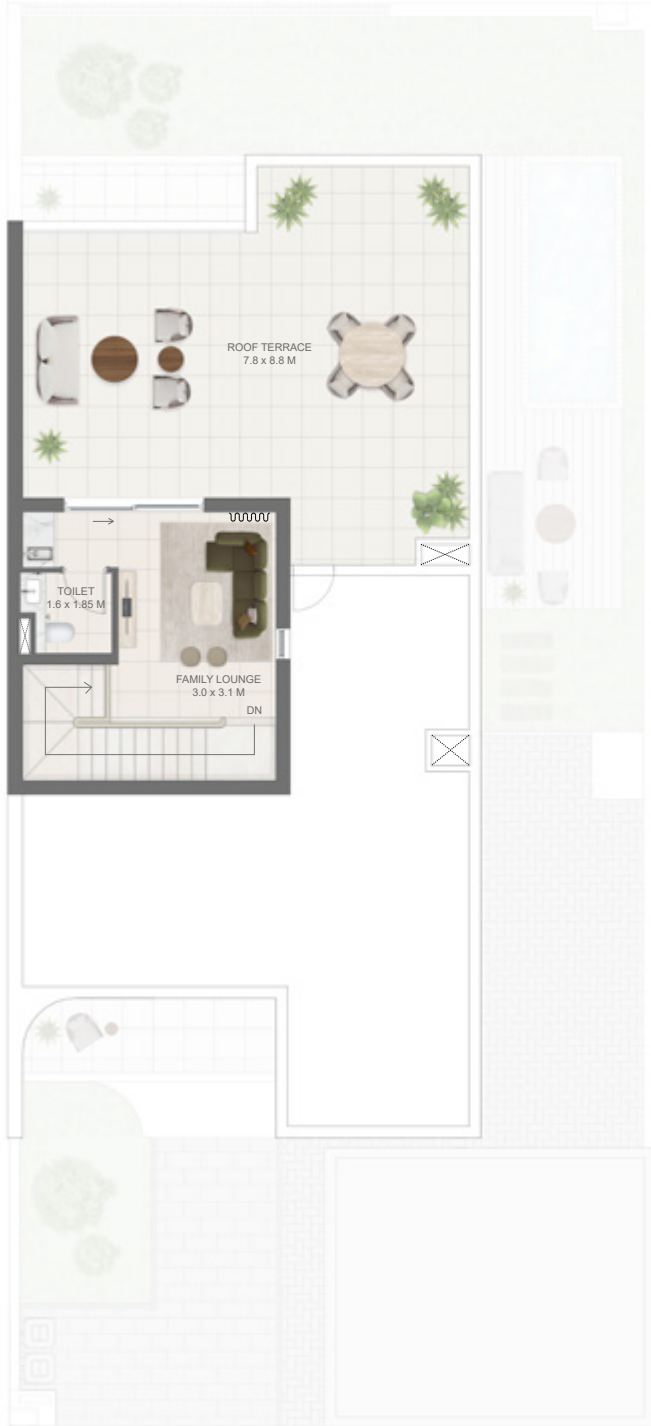 ROOF TERRACE
7.8 x 8.8 M
TOILET
1.6 x 1.85 M
FAMILY LOUNGE
3.0 x 3.1 M
DN